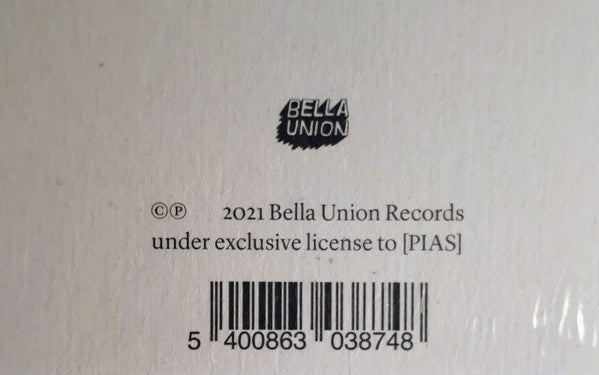 BELLA
UNION
©℗ 2021 Bella Union Records
under exclusive license to [PIAS]
5 400863 038748